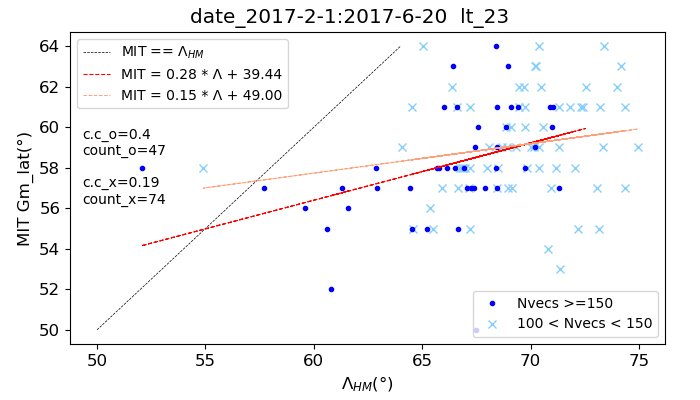 date_2017-2-1:2017-6-20  lt_23
MIT == Λ_HM
MIT = 0.28 * Λ + 39.44
MIT = 0.15 * Λ + 49.00
c.c_o=0.4
count_o=47
c.c_x=0.19
count_x=74
MIT Gm_lat(°)
64
62
60
58
56
54
52
50
Nvecs >=150
100 < Nvecs < 150
50 55 60 65 70 75
Λ_HM(°)